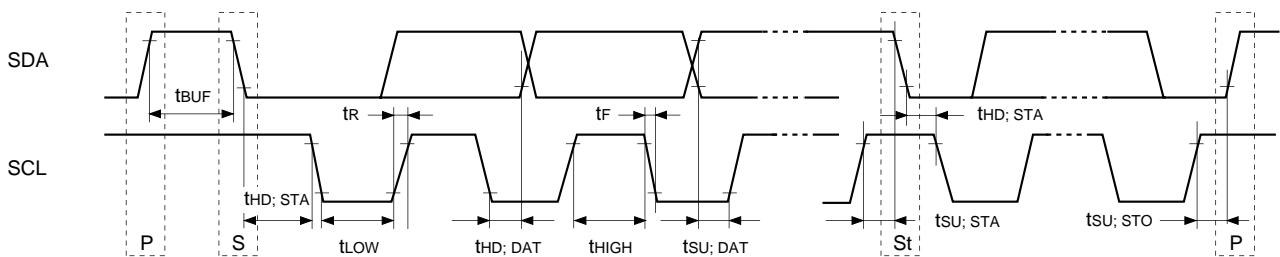 SDA
tBUF
tR
tF
tHD; STA
SCL
tHD; STA
tLOW
tHD; DAT
tHIGH
tSU; DAT
tSU; STA
tSU; STO
P
S
St
P